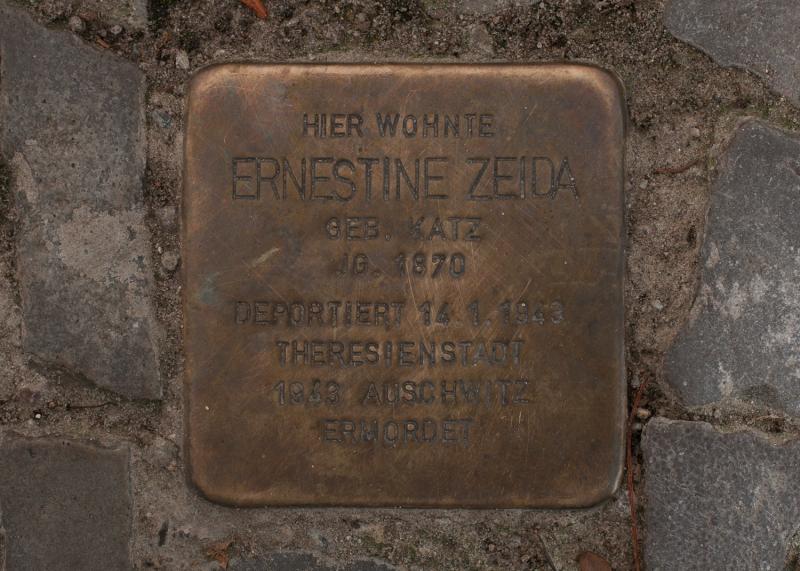 HIER WOHNTE
ERNESTINE ZEIDA
GEB. KATZ
JG. 1870
DEPORTIERT 14.1.1943
THERESIENSTADT
1943 AUSCHWITZ
ERMORDET